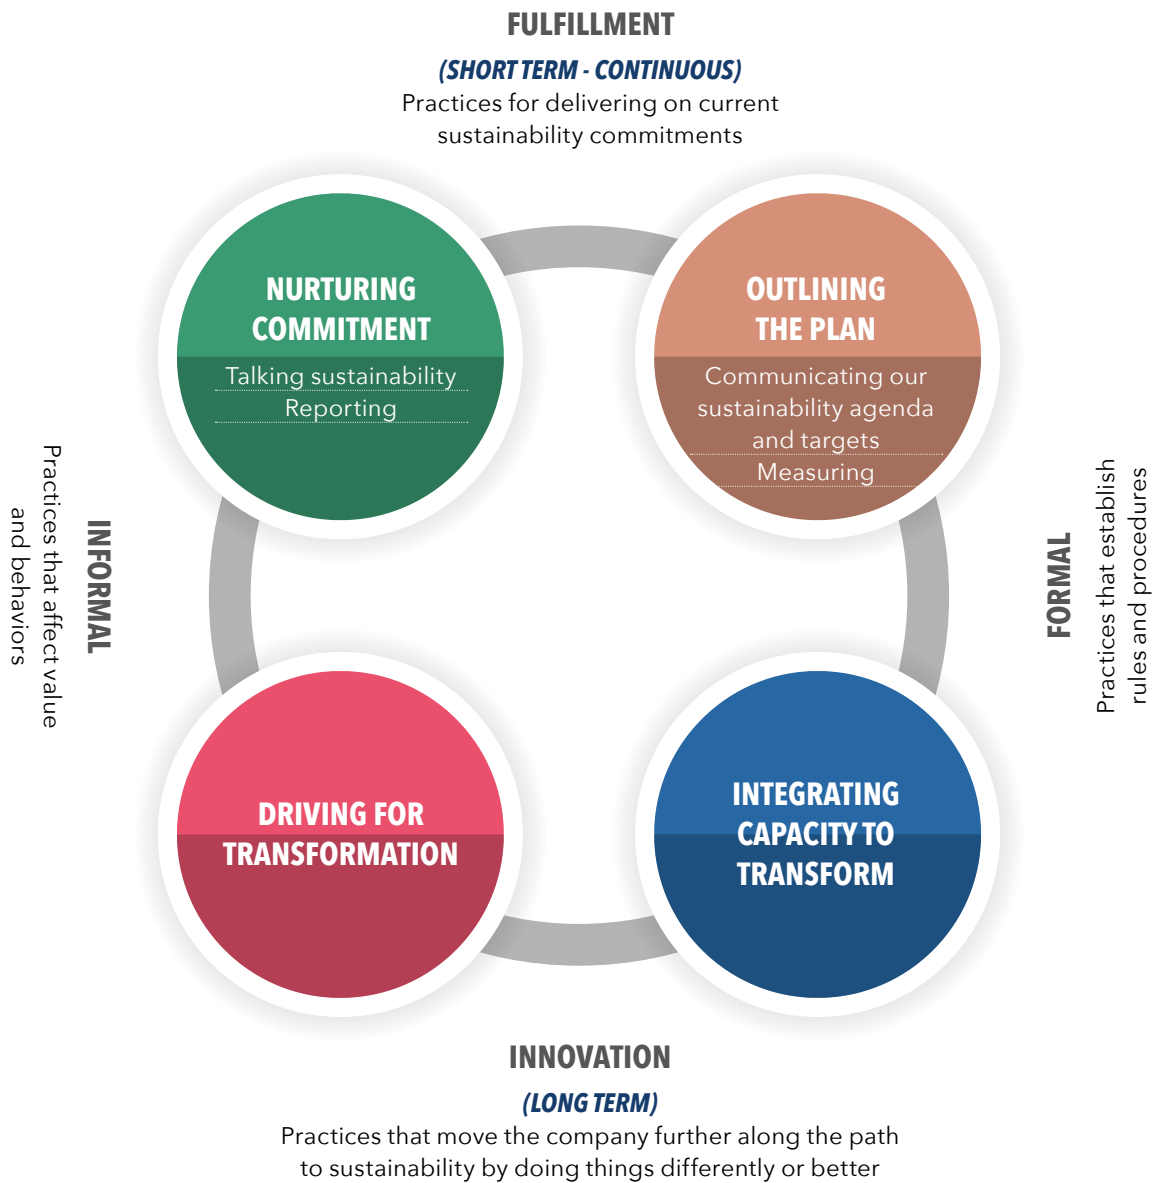 FULFILLMENT
(SHORT TERM - CONTINUOUS)
Practices for delivering on current
sustainability commitments
NURTURING
COMMITMENT
Talking sustainability
Reporting
OUTLINING
THE PLAN
Communicating our
sustainability agenda
and targets
Measuring
INFORMAL
Practices that affect value
and behaviors
FORMAL
Practices that establish
rules and procedures
DRIVING FOR
TRANSFORMATION
INTEGRATING
CAPACITY TO
TRANSFORM
INNOVATION
(LONG TERM)
Practices that move the company further along the path
to sustainability by doing things differently or better